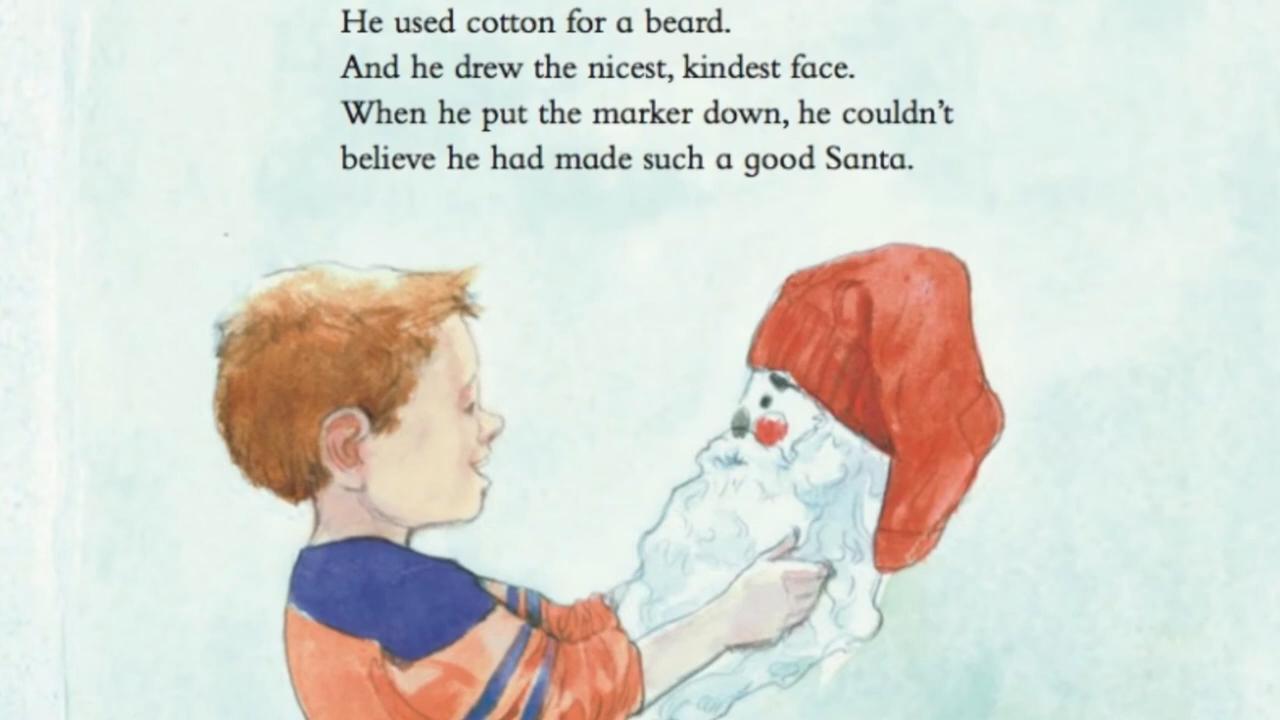 He used cotton for a beard.
And he drew the nicest, kindest face.
When he put the marker down, he couldn't
believe he had made such a good Santa.